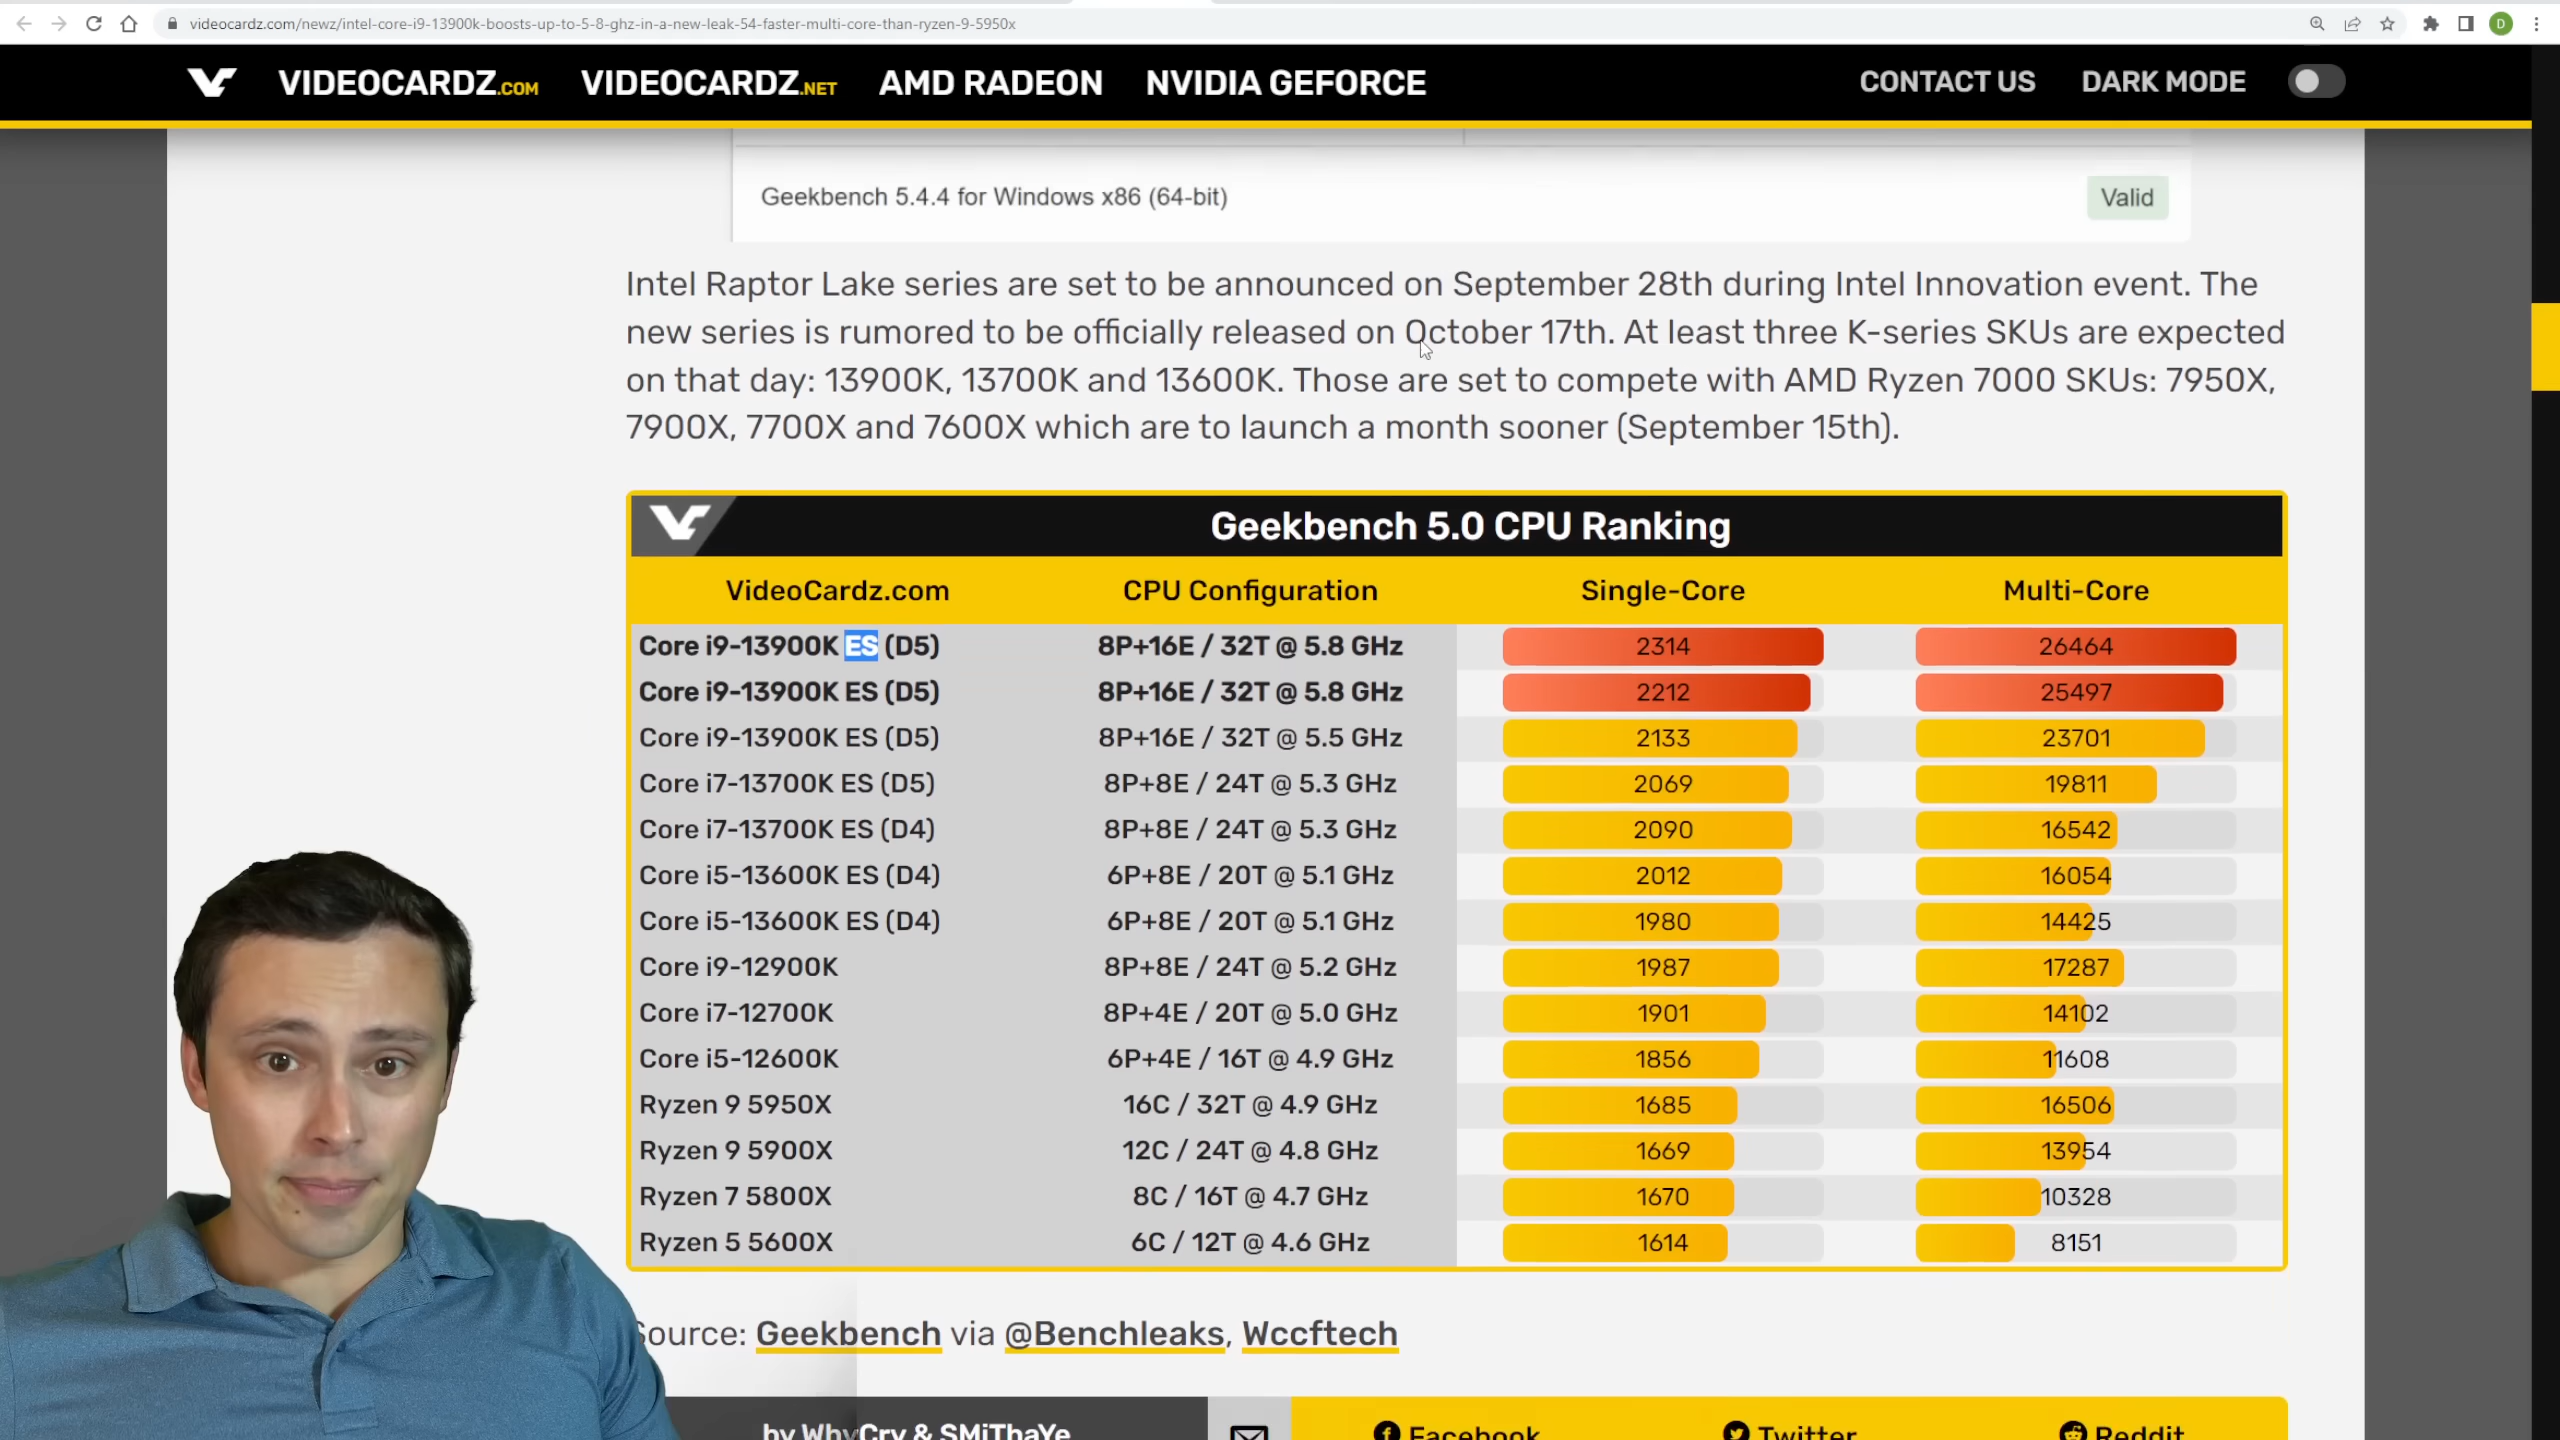 videocardz.com/newz/intel-core-i9-13900k-boosts-up-to-5-8-ghz-in-a-new-leak-54-faster-multi-core-than-ryzen-9-5950x
D
VIDEOCARDZ.COM VIDEOCARDZ.NET AMD RADEON NVIDIA GEFORCE CONTACT US DARK MODE
Geekbench 5.4.4 for Windows x86 (64-bit) Valid
Intel Raptor Lake series are set to be announced on September 28th during Intel Innovation event. The
new series is rumored to be officially released on October 17th. At least three K-series SKUs are expected
on that day: 13900K, 13700K and 13600K. Those are set to compete with AMD Ryzen 7000 SKUs: 7950X,
7900X, 7700X and 7600X which are to launch a month sooner (September 15th).
Geekbench 5.0 CPU Ranking
VideoCardz.com CPU Configuration Single-Core Multi-Core
Core i9-13900K ES (D5) 8P+16E / 32T @ 5.8 GHz 2314 26464
Core i9-13900K ES (D5) 8P+16E / 32T @ 5.8 GHz 2212 25497
Core i9-13900K ES (D5) 8P+16E / 32T @ 5.5 GHz 2133 23701
Core i7-13700K ES (D5) 8P+8E / 24T @ 5.3 GHz 2069 19811
Core i7-13700K ES (D4) 8P+8E / 24T @ 5.3 GHz 2090 16542
Core i5-13600K ES (D4) 6P+8E / 20T @ 5.1 GHz 2012 16054
Core i5-13600K ES (D4) 6P+8E / 20T @ 5.1 GHz 1980 14425
Core i9-12900K 8P+8E / 24T @ 5.2 GHz 1987 17287
Core i7-12700K 8P+4E / 20T @ 5.0 GHz 1901 14102
Core i5-12600K 6P+4E / 16T @ 4.9 GHz 1856 11608
Ryzen 9 5950X 16C / 32T @ 4.9 GHz 1685 16506
Ryzen 9 5900X 12C / 24T @ 4.8 GHz 1669 13954
Ryzen 7 5800X 8C / 16T @ 4.7 GHz 1670 10328
Ryzen 5 5600X 6C / 12T @ 4.6 GHz 1614 8151
Source: Geekbench via @Benchleaks, Wccftech
by WhyCry & SMiThaYe Facebook Twitter Reddit